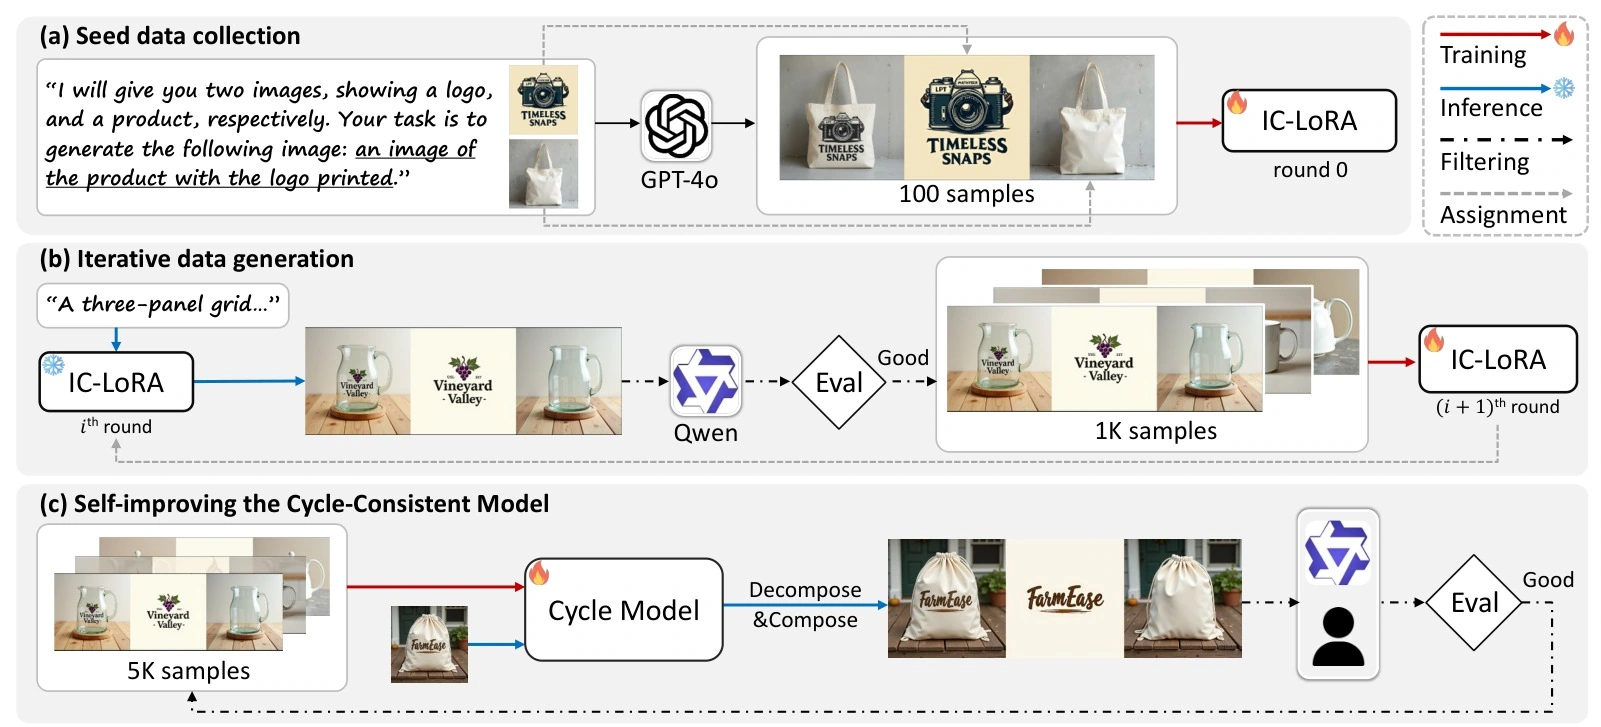 (a) Seed data collection
“I will give you two images, showing a logo,
and a product, respectively. Your task is to
generate the following image: an image of
the product with the logo printed.”
TIMELESS
SNAPS
GPT-4o
TIMELESS
SNAPS
LPT
TIMELESS
SNAPS
100 samples
IC-LoRA
round 0
Training
Inference
Filtering
Assignment
(b) Iterative data generation
“A three-panel grid…”
IC-LoRA
iᵗʰ round
Vineyard
Valley
Vineyard
- Valley -
Qwen
Eval
Good
Vineyard
Valley
Vineyard
- Valley -
1K samples
IC-LoRA
(i + 1)ᵗʰ round
(c) Self-improving the Cycle-Consistent Model
Vineyard
Valley
Vineyard
- Valley -
5K samples
FarmEase
Cycle Model
Decompose
&Compose
FarmEase
FarmEase
Eval
Good